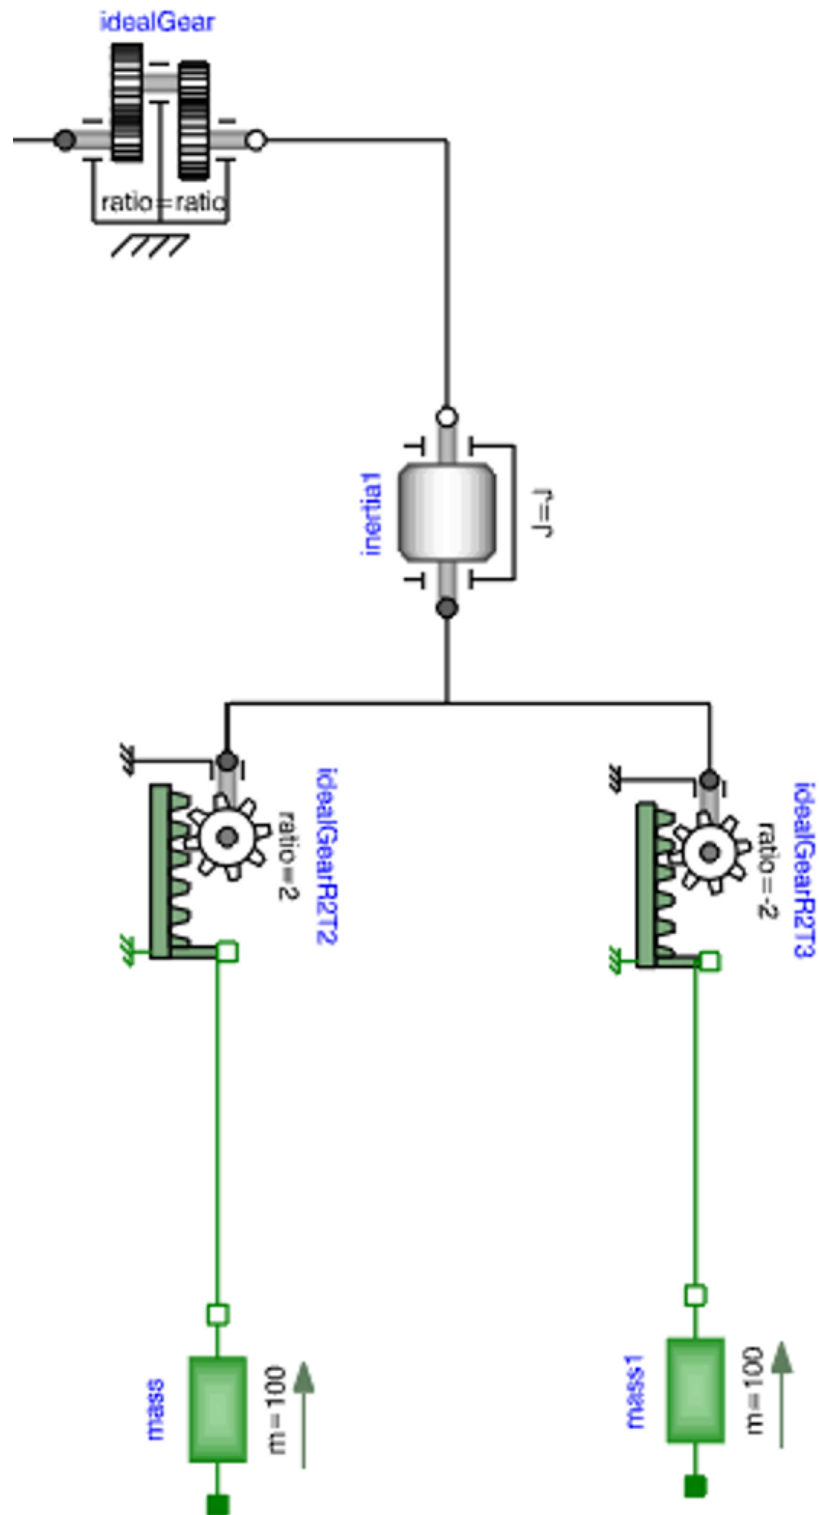 idealGear
ratio=ratio
inertia1
J=J
idealGearR2T2
ratio=2
idealGearR2T3
ratio=-2
mass
m=100
mass1
m=100